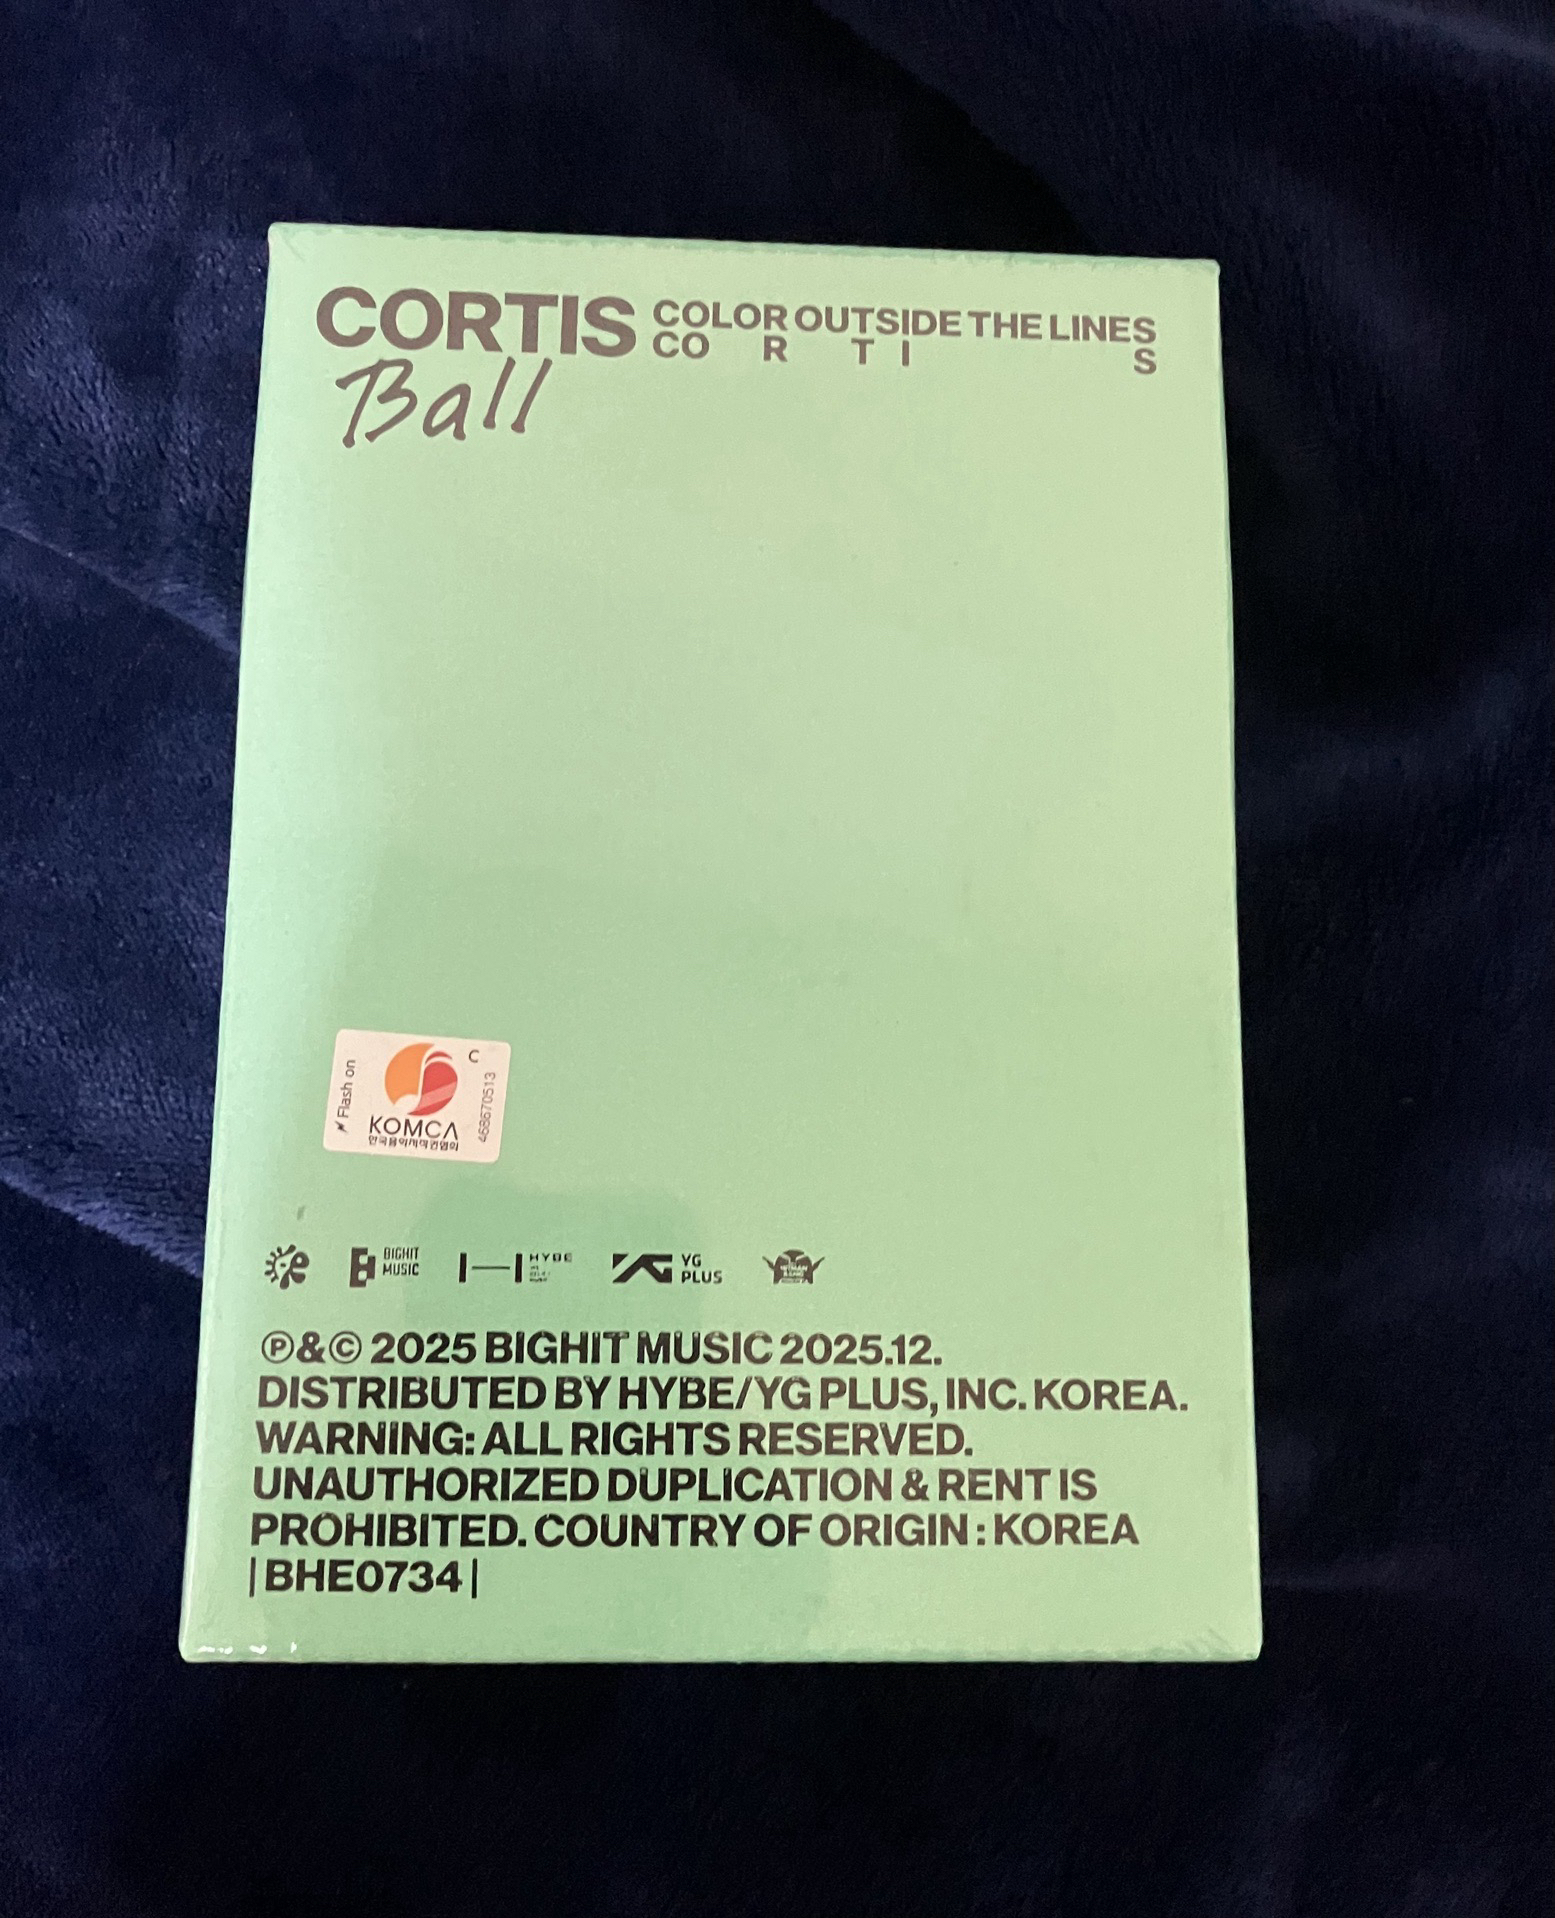 CORTIS COLOR OUTSIDE THE LINES
CO R T I S
Ball
Flash on
C
468670513
KOMCA
한국음악저작권협회
BIGHIT
MUSIC
HYBE
YG
PLUS
Ⓟ&© 2025 BIGHIT MUSIC 2025.12.
DISTRIBUTED BY HYBE/YG PLUS, INC. KOREA.
WARNING: ALL RIGHTS RESERVED.
UNAUTHORIZED DUPLICATION & RENT IS
PROHIBITED. COUNTRY OF ORIGIN : KOREA
|BHE0734|